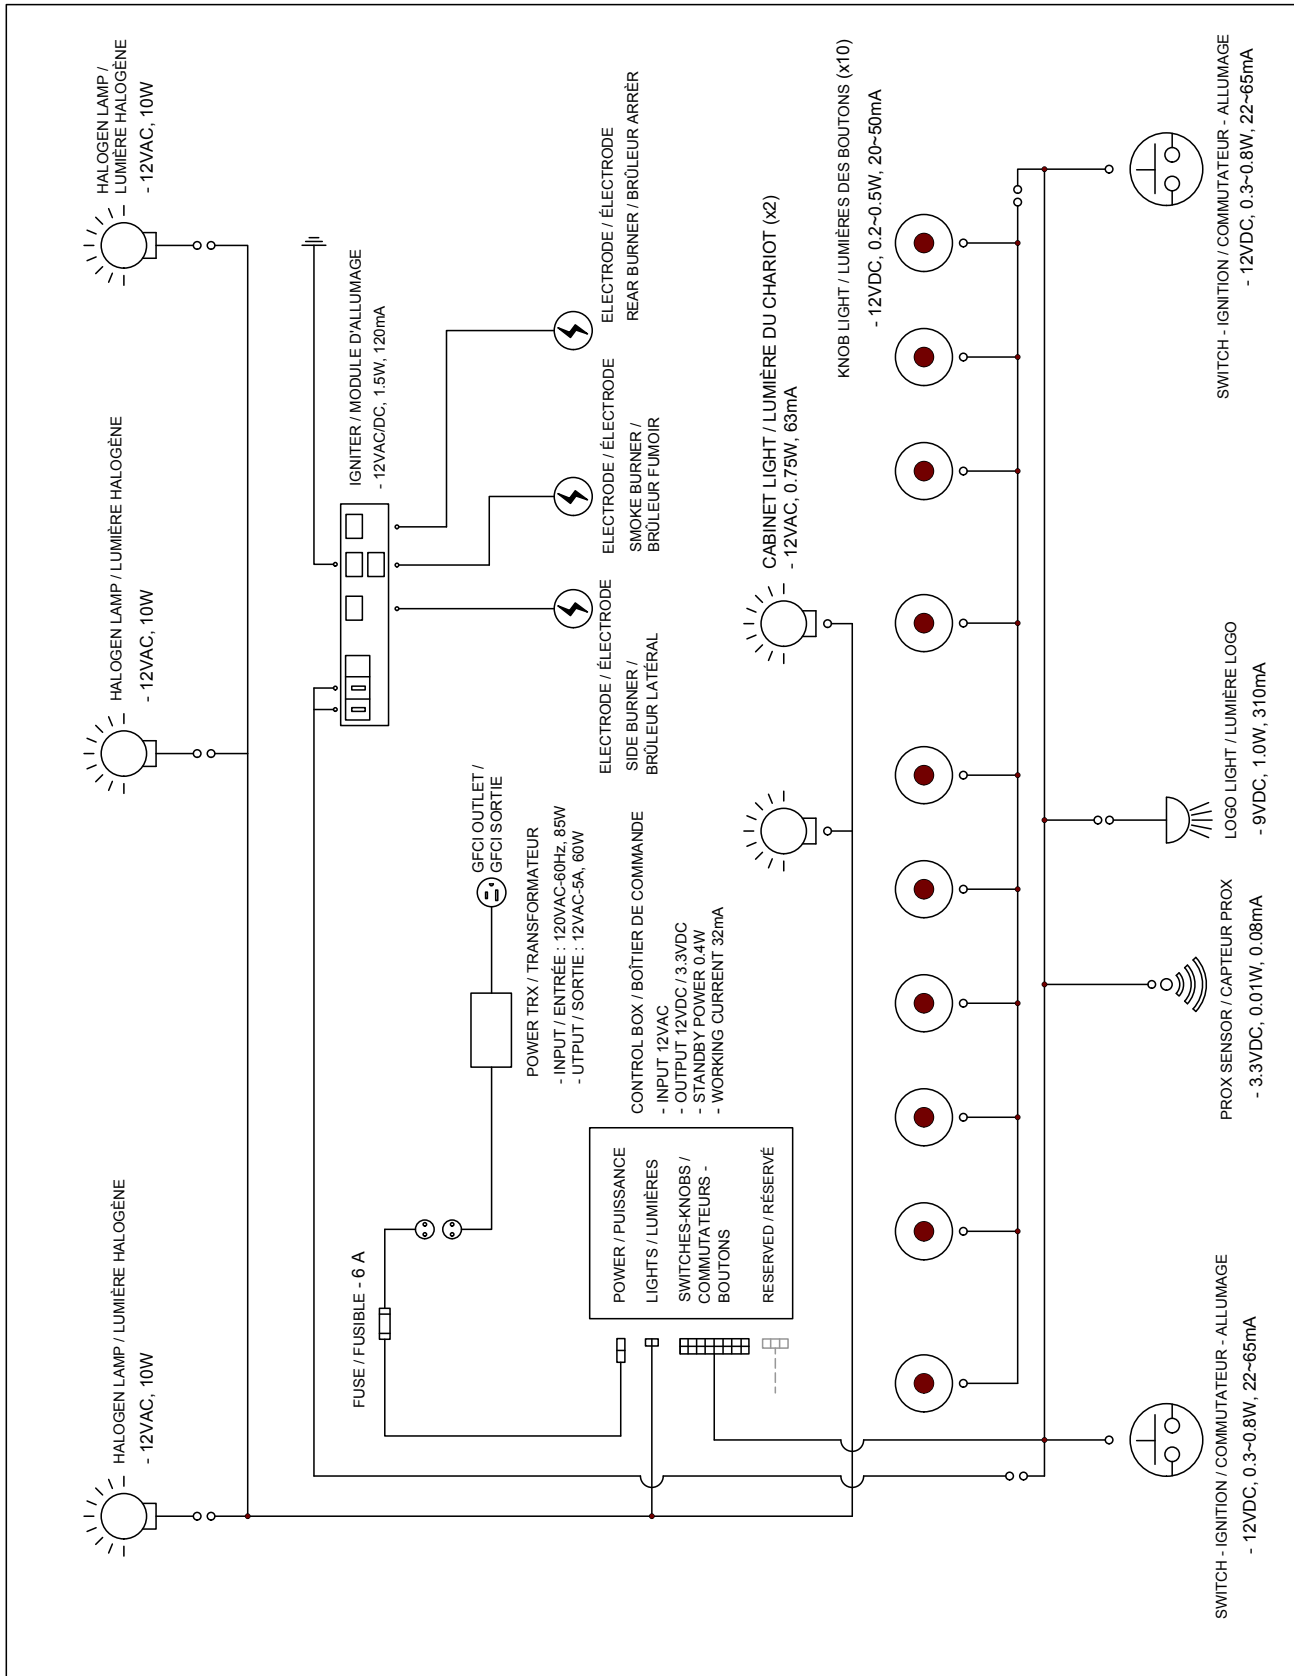 HALOGEN LAMP / LUMIÈRE HALOGÈNE
- 12VAC, 10W
HALOGEN LAMP / LUMIÈRE HALOGÈNE
- 12VAC, 10W
HALOGEN LAMP /
LUMIÈRE HALOGÈNE
- 12VAC, 10W
FUSE / FUSIBLE - 6 A
GFCI OUTLET /
GFCI SORTIE
POWER TRX / TRANSFORMATEUR
- INPUT / ENTRÉE : 120VAC-60Hz, 85W
- UTPUT / SORTIE : 12VAC-5A, 60W
IGNITER / MODULE D'ALLUMAGE
- 12VAC/DC, 1.5W, 120mA
ELECTRODE / ÉLECTRODE
SIDE BURNER /
BRÛLEUR LATÉRAL
ELECTRODE / ÉLECTRODE
SMOKE BURNER /
BRÛLEUR FUMOIR
ELECTRODE / ÉLECTRODE
REAR BURNER / BRÛLEUR ARRÈR
CONTROL BOX / BOÎTIER DE COMMANDE
- INPUT 12VAC
- OUTPUT 12VDC / 3.3VDC
- STANDBY POWER 0.4W
- WORKING CURRENT 32mA
POWER / PUISSANCE
LIGHTS / LUMIÈRES
SWITCHES-KNOBS /
COMMUTATEURS -
BOUTONS
RESERVED / RÉSERVÉ
CABINET LIGHT / LUMIÈRE DU CHARIOT (x2)
- 12VAC, 0.75W, 63mA
KNOB LIGHT / LUMIÈRES DES BOUTONS (x10)
- 12VDC, 0.2~0.5W, 20~50mA
SWITCH - IGNITION / COMMUTATEUR - ALLUMAGE
- 12VDC, 0.3~0.8W, 22~65mA
PROX SENSOR / CAPTEUR PROX
- 3.3VDC, 0.01W, 0.08mA
LOGO LIGHT / LUMIÈRE LOGO
- 9VDC, 1.0W, 310mA
SWITCH - IGNITION / COMMUTATEUR - ALLUMAGE
- 12VDC, 0.3~0.8W, 22~65mA